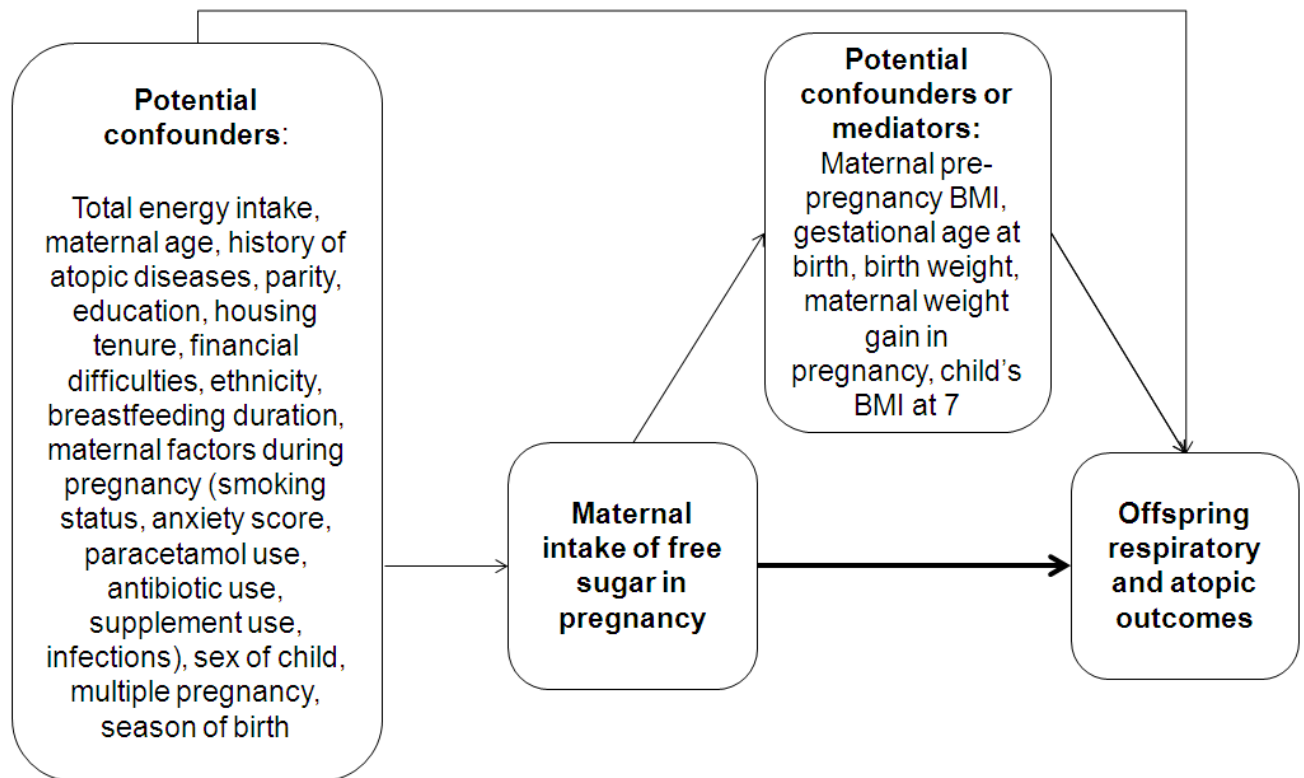 Potential
confounders:
Total energy intake,
maternal age, history of
atopic diseases, parity,
education, housing
tenure, financial
difficulties, ethnicity,
breastfeeding duration,
maternal factors during
pregnancy (smoking
status, anxiety score,
paracetamol use,
antibiotic use,
supplement use,
infections), sex of child,
multiple pregnancy,
season of birth
Potential
confounders or
mediators:
Maternal pre-
pregnancy BMI,
gestational age at
birth, birth weight,
maternal weight
gain in
pregnancy, child's
BMI at 7
Maternal
intake of free
sugar in
pregnancy
Offspring
respiratory
and atopic
outcomes